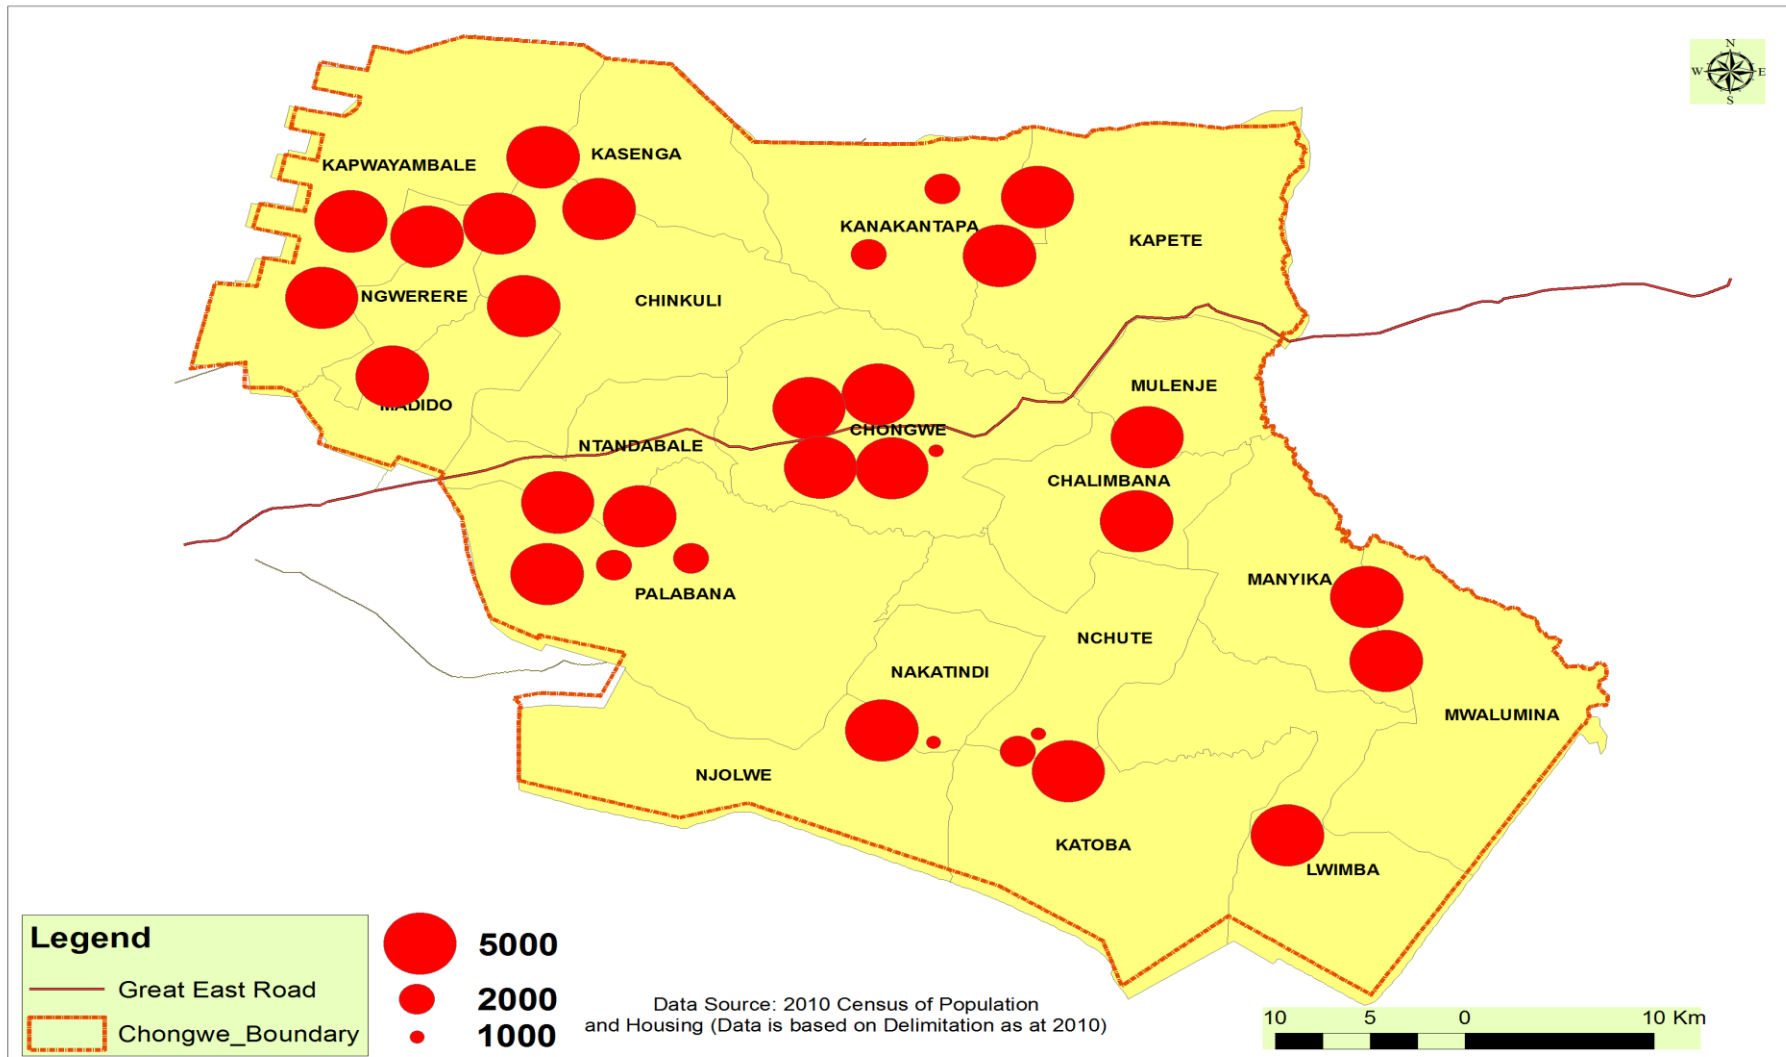 N
W
E
S
KAPWAYAMBALE
KASENGA
KANAKANTAPA
KAPETE
NGWERERE
CHINKULI
MADIDO
MULENJE
NTANDABALE
CHONGWE
CHALIMBANA
PALABANA
MANYIKA
NCHUTE
NAKATINDI
MWALUMINA
NJOLWE
KATOBA
LWIMBA
Legend
Great East Road
Chongwe_Boundary
5000
2000
1000
Data Source: 2010 Census of Population
and Housing (Data is based on Delimitation as at 2010)
10 5 0 10 Km